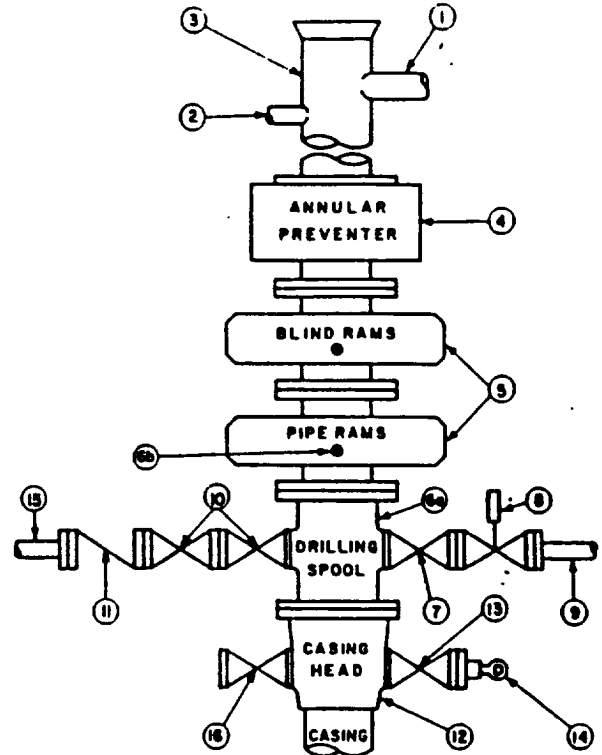 3
1
2
ANNULAR
PREVENTER
4
BLIND RAMS
5
PIPE RAMS
6b
6a
8
15
10
DRILLING
SPOOL
11
7
9
13
CASING
HEAD
16
12
14
CASING